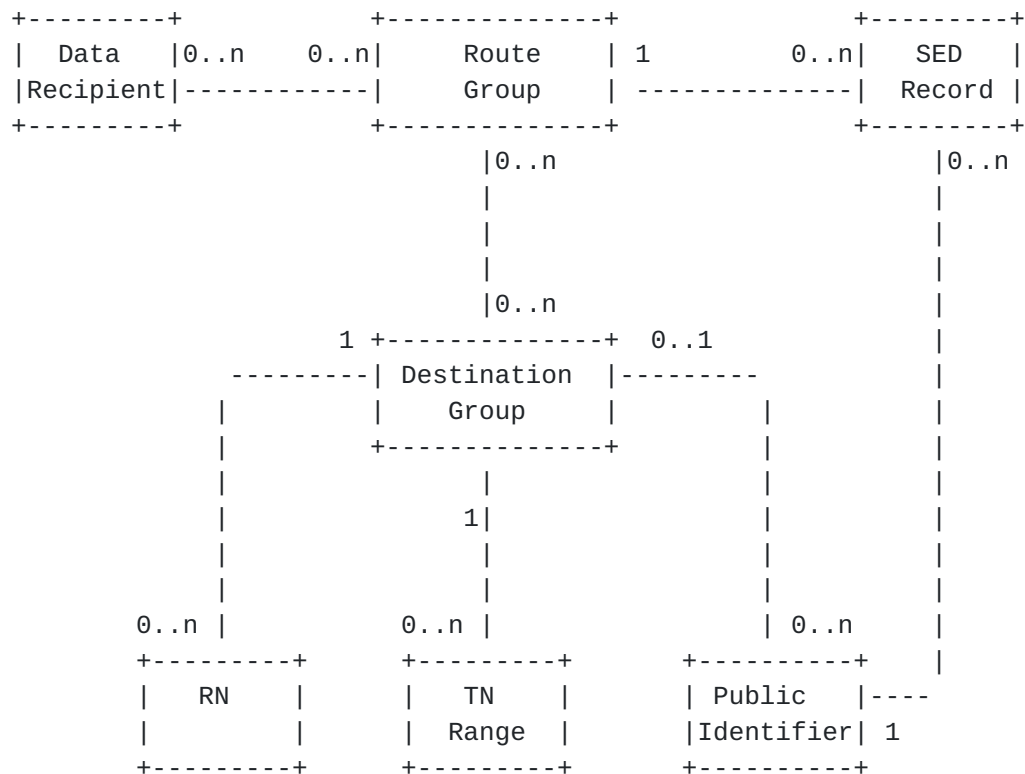 +---------+            +--------------+               +---------+
|  Data   |0..n    0..n|     Route    | 1         0..n|   SED   |
|Recipient|------------|     Group    | --------------|  Record |
+---------+            +--------------+               +---------+
                              |0..n                        |0..n
                              |                            |
                              |                            |
                              |                            |
                              |0..n                        |
                     1 +--------------+  0..1              |
              ---------| Destination  |---------           |
             |         |    Group     |         |          |
             |         +--------------+         |          |
             |                |                 |          |
             |               1|                 |          |
             |                |                 |          |
             |                |                 |          |
        0..n |           0..n |                 | 0..n     |
        +---------+      +---------+       +----------+    |
        |   RN    |      |   TN    |       | Public   |----
        |         |      |  Range  |       |Identifier| 1
        +---------+      +---------+       +----------+